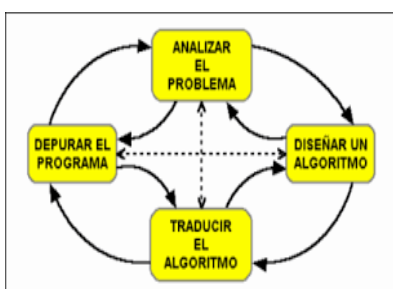 ANALIZAR
EL
PROBLEMA
DEPURAR EL
PROGRAMA
DISEÑAR UN
ALGORITMO
TRADUCIR
EL
ALGORITMO